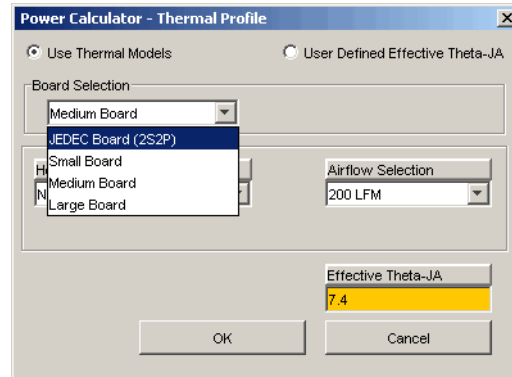 Power Calculator - Thermal Profile
Use Thermal Models
User Defined Effective Theta-JA
Board Selection
Medium Board
JEDEC Board (2S2P)
Small Board
Medium Board
Large Board
Airflow Selection
200 LFM
Effective Theta-JA
7.4
OK
Cancel